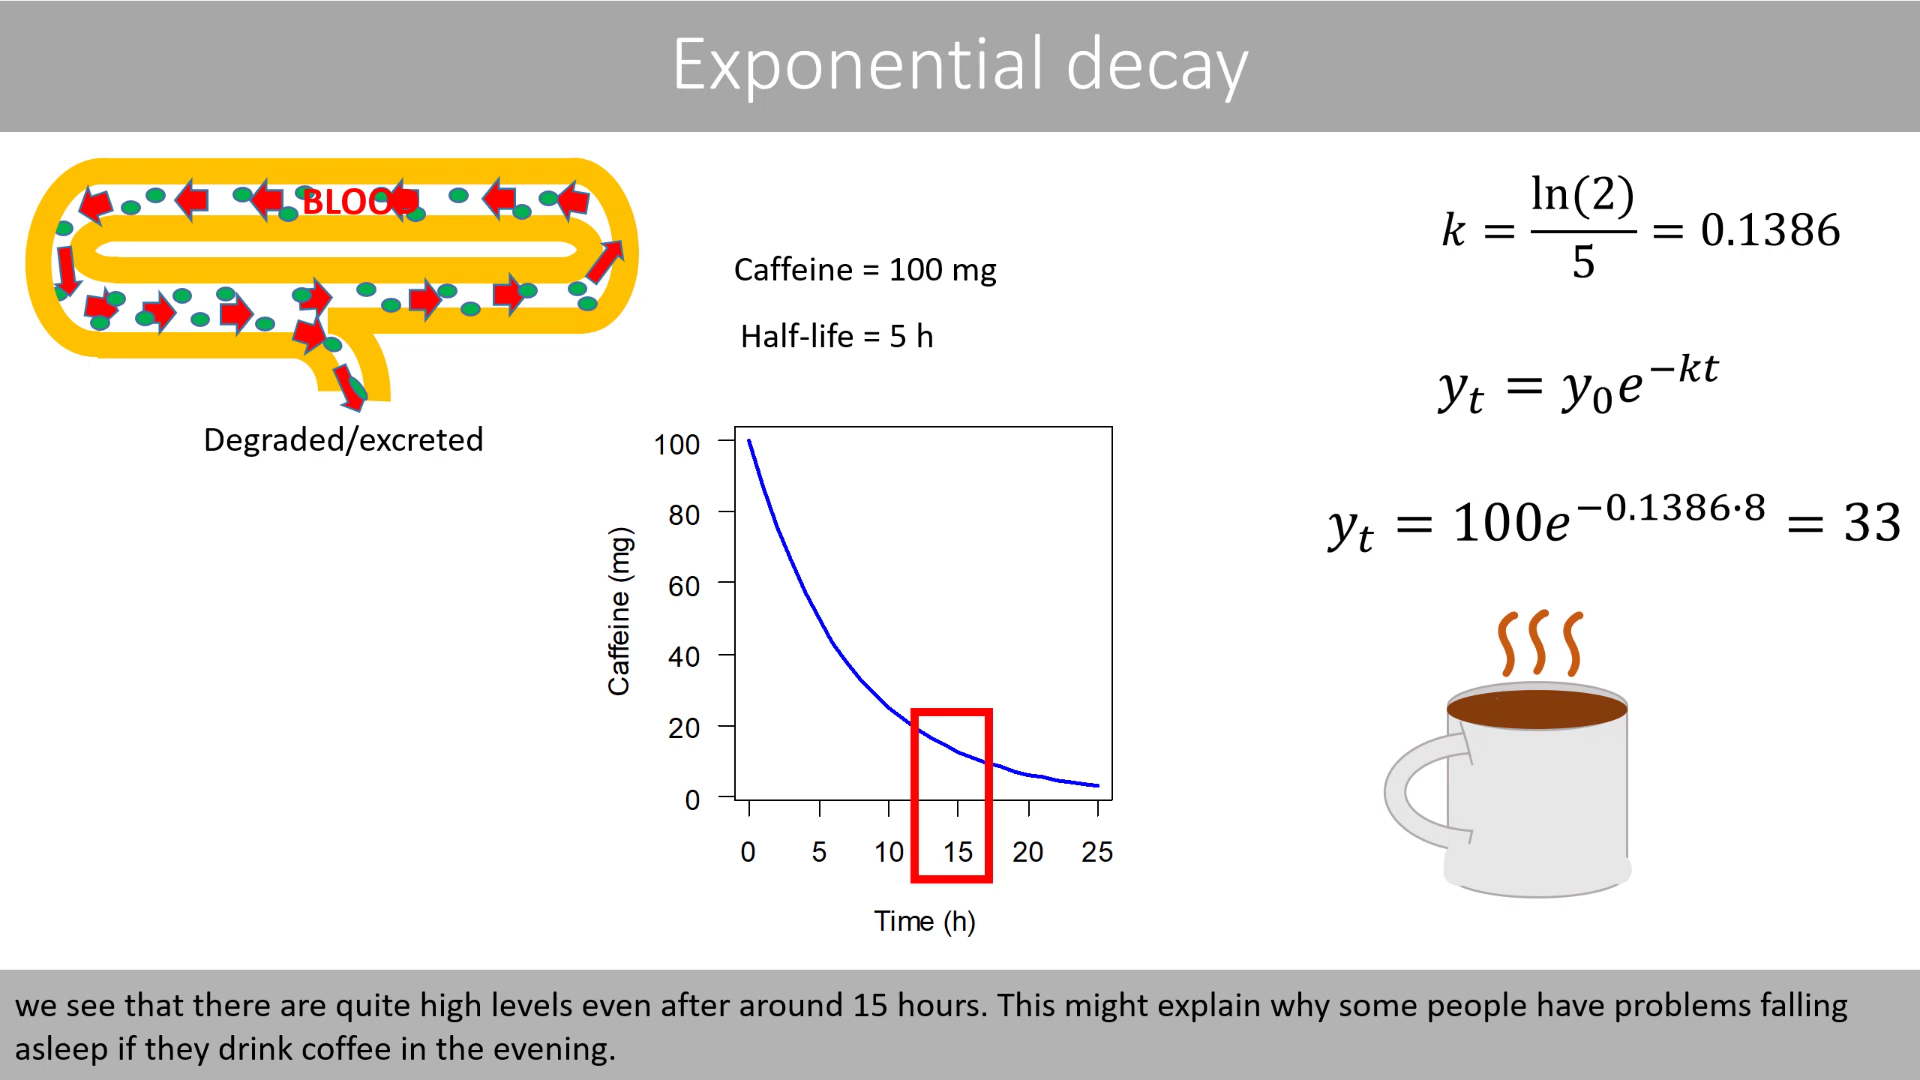 Exponential decay
BLOOD
Degraded/excreted
Caffeine = 100 mg
Half-life = 5 h
100
80
60
40
20
0
Caffeine (mg)
0 5 10 15 20 25
Time (h)
k = ln(2)/5 = 0.1386
yₜ = y₀e^(−kt)
yₜ = 100e^(−0.1386·8) = 33
we see that there are quite high levels even after around 15 hours. This might explain why some people have problems falling
asleep if they drink coffee in the evening.